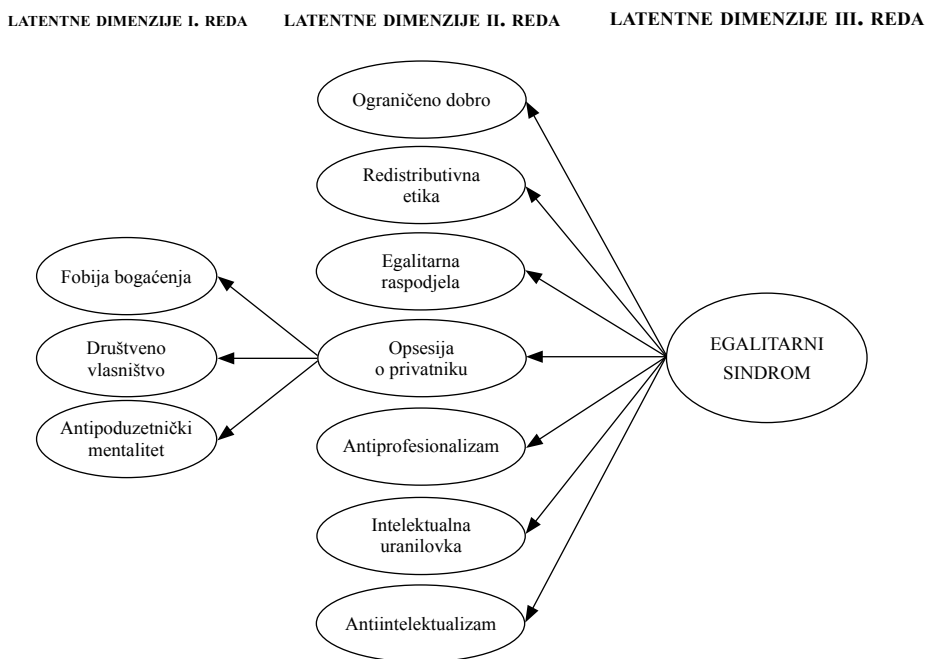 LATENTNE DIMENZIJE I. REDA
LATENTNE DIMENZIJE II. REDA
LATENTNE DIMENZIJE III. REDA
Fobija bogaćenja
Društveno
vlasništvo
Antipoduzetnički
mentalitet
Ograničeno dobro
Redistributivna
etika
Egalitarna
raspodjela
Opsesija
o privatniku
Antiprofesionalizam
Intelektualna
uranilovka
Antiintelektualizam
EGALITARNI
SINDROM